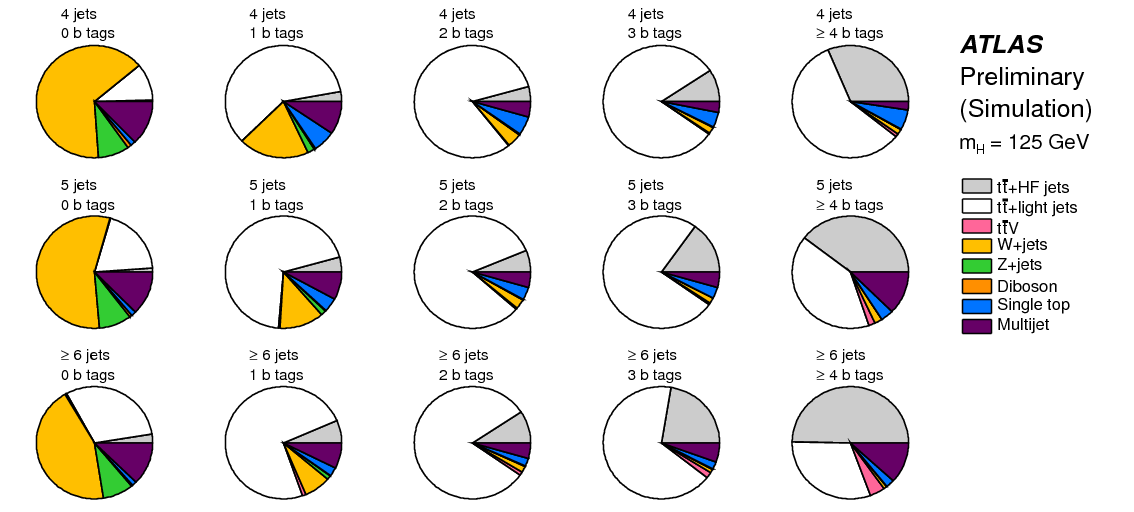 4 jets
0 b tags
4 jets
1 b tags
4 jets
2 b tags
4 jets
3 b tags
4 jets
≥ 4 b tags
5 jets
0 b tags
5 jets
1 b tags
5 jets
2 b tags
5 jets
3 b tags
5 jets
≥ 4 b tags
≥ 6 jets
0 b tags
≥ 6 jets
1 b tags
≥ 6 jets
2 b tags
≥ 6 jets
3 b tags
≥ 6 jets
≥ 4 b tags
ATLAS
Preliminary
(Simulation)
m_H = 125 GeV
tt̄+HF jets
tt̄+light jets
tt̄V
W+jets
Z+jets
Diboson
Single top
Multijet